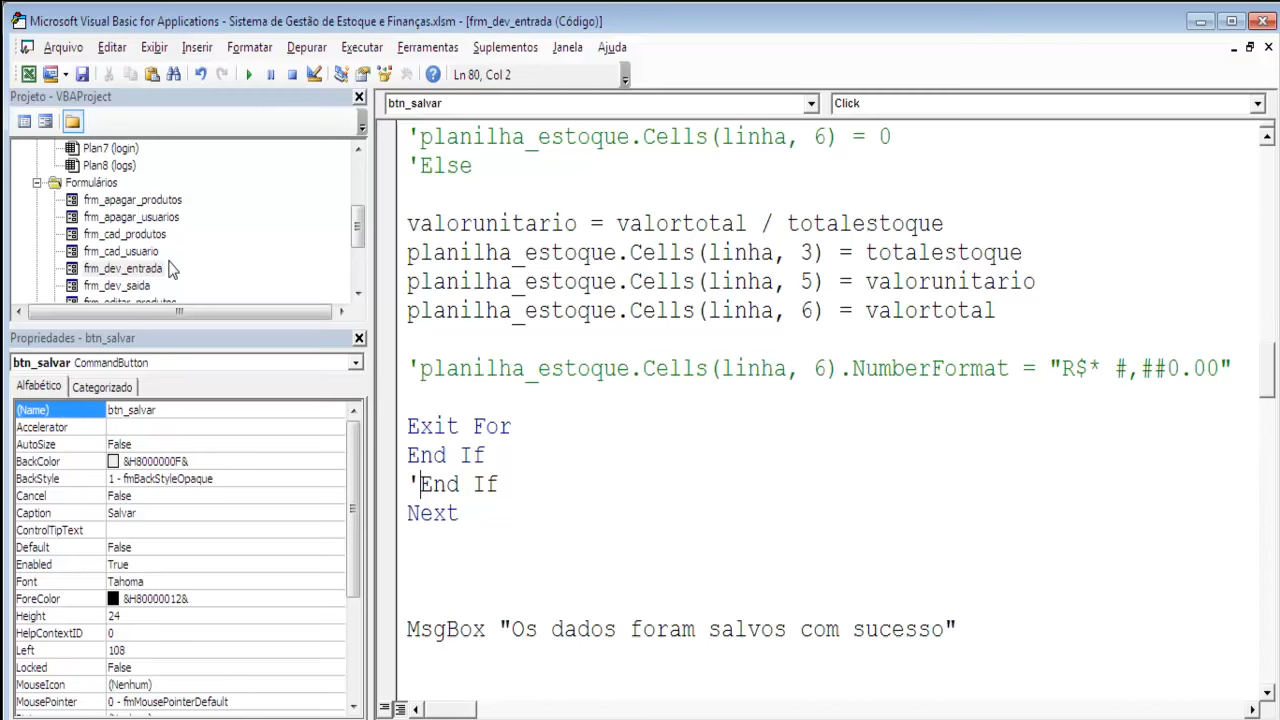 Microsoft Visual Basic for Applications - Sistema de Gestão de Estoque e Finanças.xlsm - [frm_dev_entrada (Código)]
Arquivo Editar Exibir Inserir Formatar Depurar Executar Ferramentas Suplementos Janela Ajuda
Ln 80, Col 2
Projeto - VBAProject
Plan7 (login)
Plan8 (logs)
Formulários
frm_apagar_produtos
frm_apagar_usuarios
frm_cad_produtos
frm_cad_usuario
frm_dev_entrada
frm_dev_saida
frm_editar_produtos
Propriedades - btn_salvar
btn_salvar CommandButton
Alfabético Categorizado
(Name) btn_salvar
Accelerator
AutoSize False
BackColor &H8000000F&
BackStyle 1 - fmBackStyleOpaque
Cancel False
Caption Salvar
ControlTipText
Default False
Enabled True
Font Tahoma
ForeColor &H80000012&
Height 24
HelpContextID 0
Left 108
Locked False
MouseIcon (Nenhum)
MousePointer 0 - fmMousePointerDefault
btn_salvar Click
'planilha_estoque.Cells(linha, 6) = 0
'Else
valorunitario = valortotal / totalestoque
planilha_estoque.Cells(linha, 3) = totalestoque
planilha_estoque.Cells(linha, 5) = valorunitario
planilha_estoque.Cells(linha, 6) = valortotal
'planilha_estoque.Cells(linha, 6).NumberFormat = "R$* #,##0.00"
Exit For
End If
'End If
Next
MsgBox "Os dados foram salvos com sucesso"